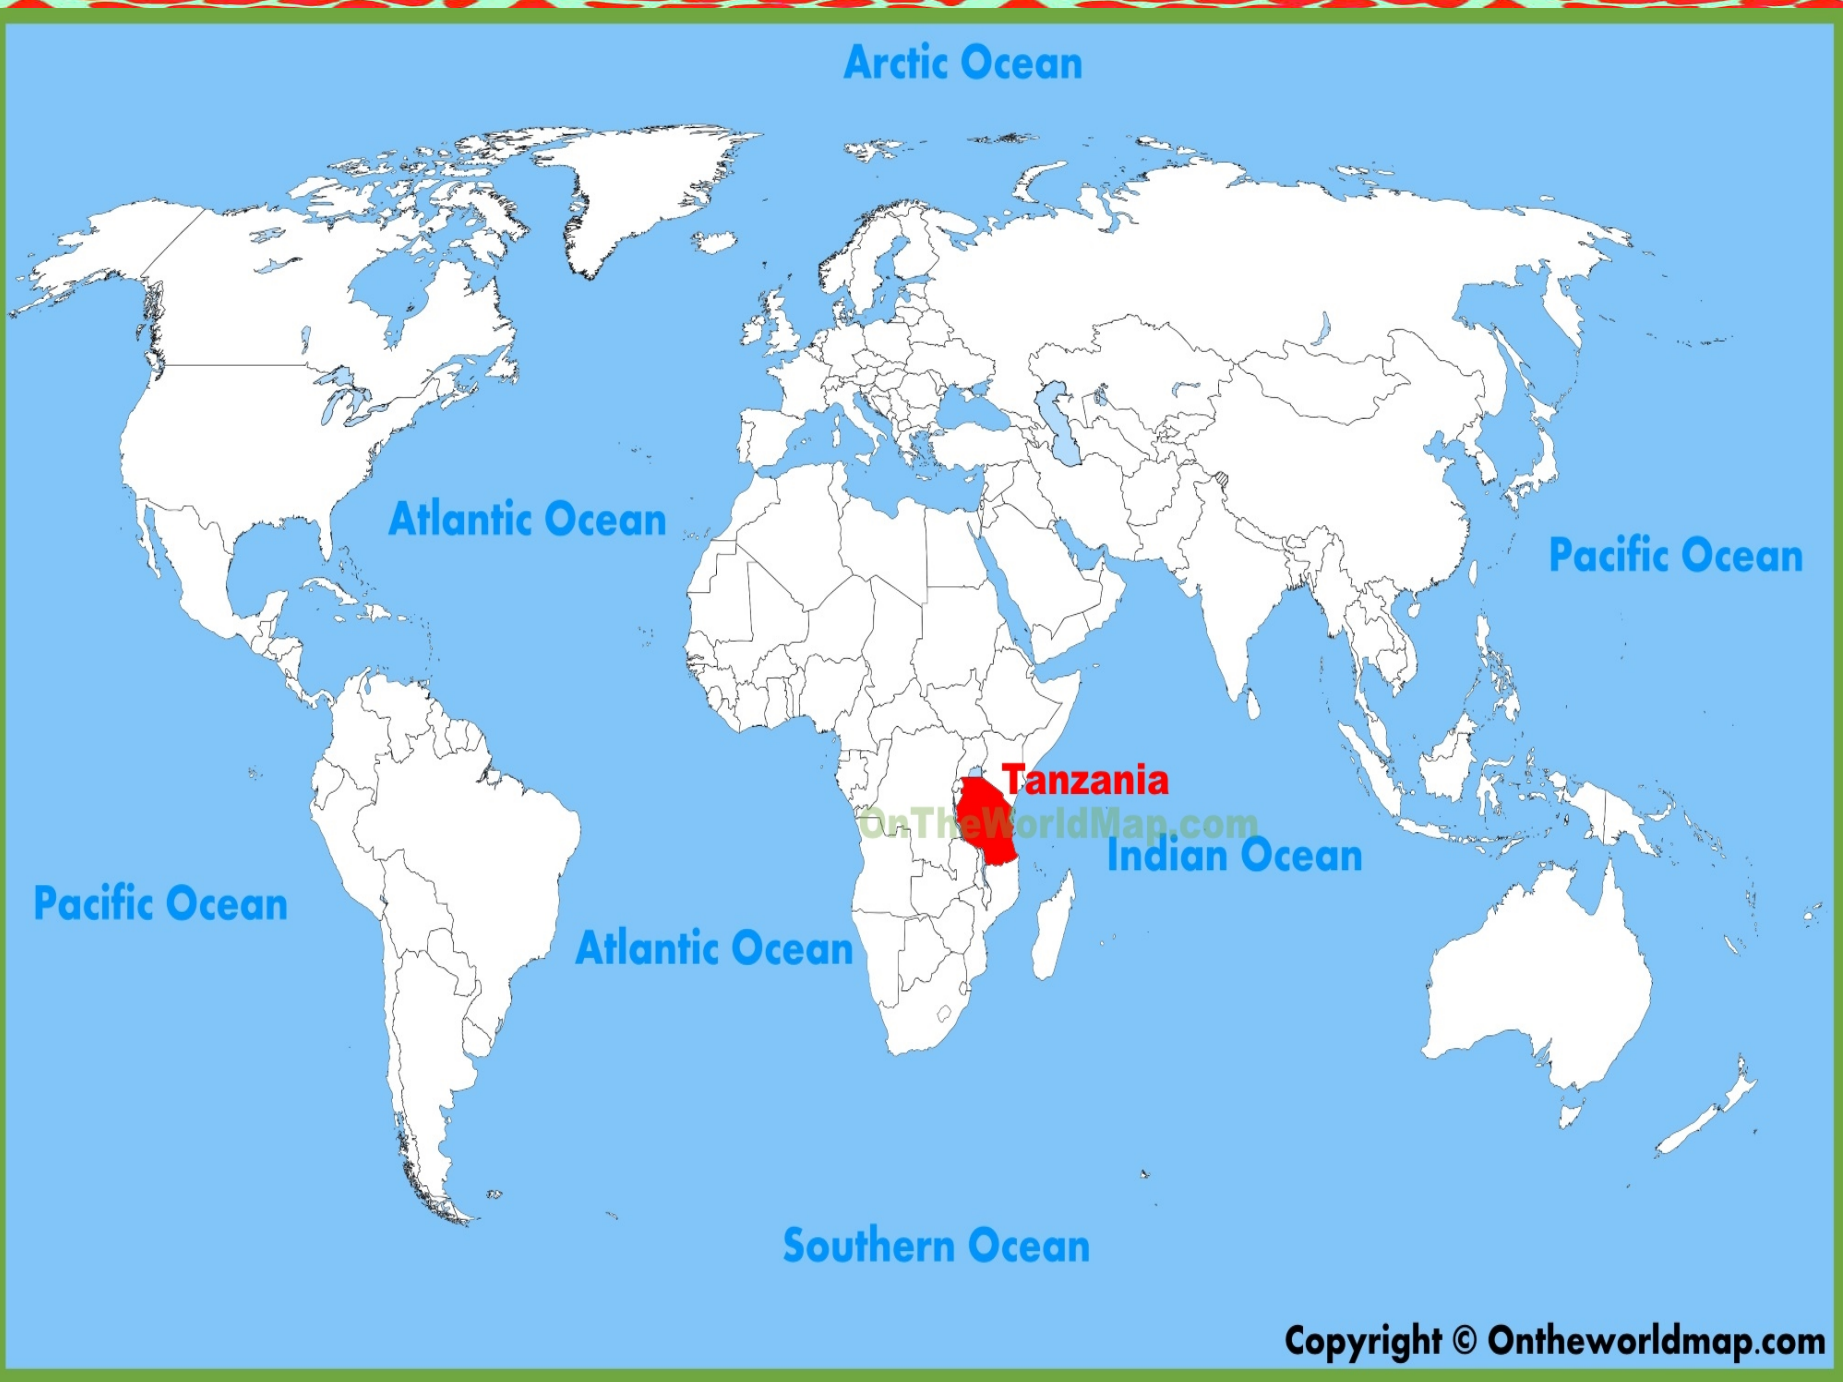 Arctic Ocean
Atlantic Ocean
Pacific Ocean
Tanzania
OnTheWorldMap.com
Indian Ocean
Pacific Ocean
Atlantic Ocean
Southern Ocean
Copyright © Ontheworldmap.com